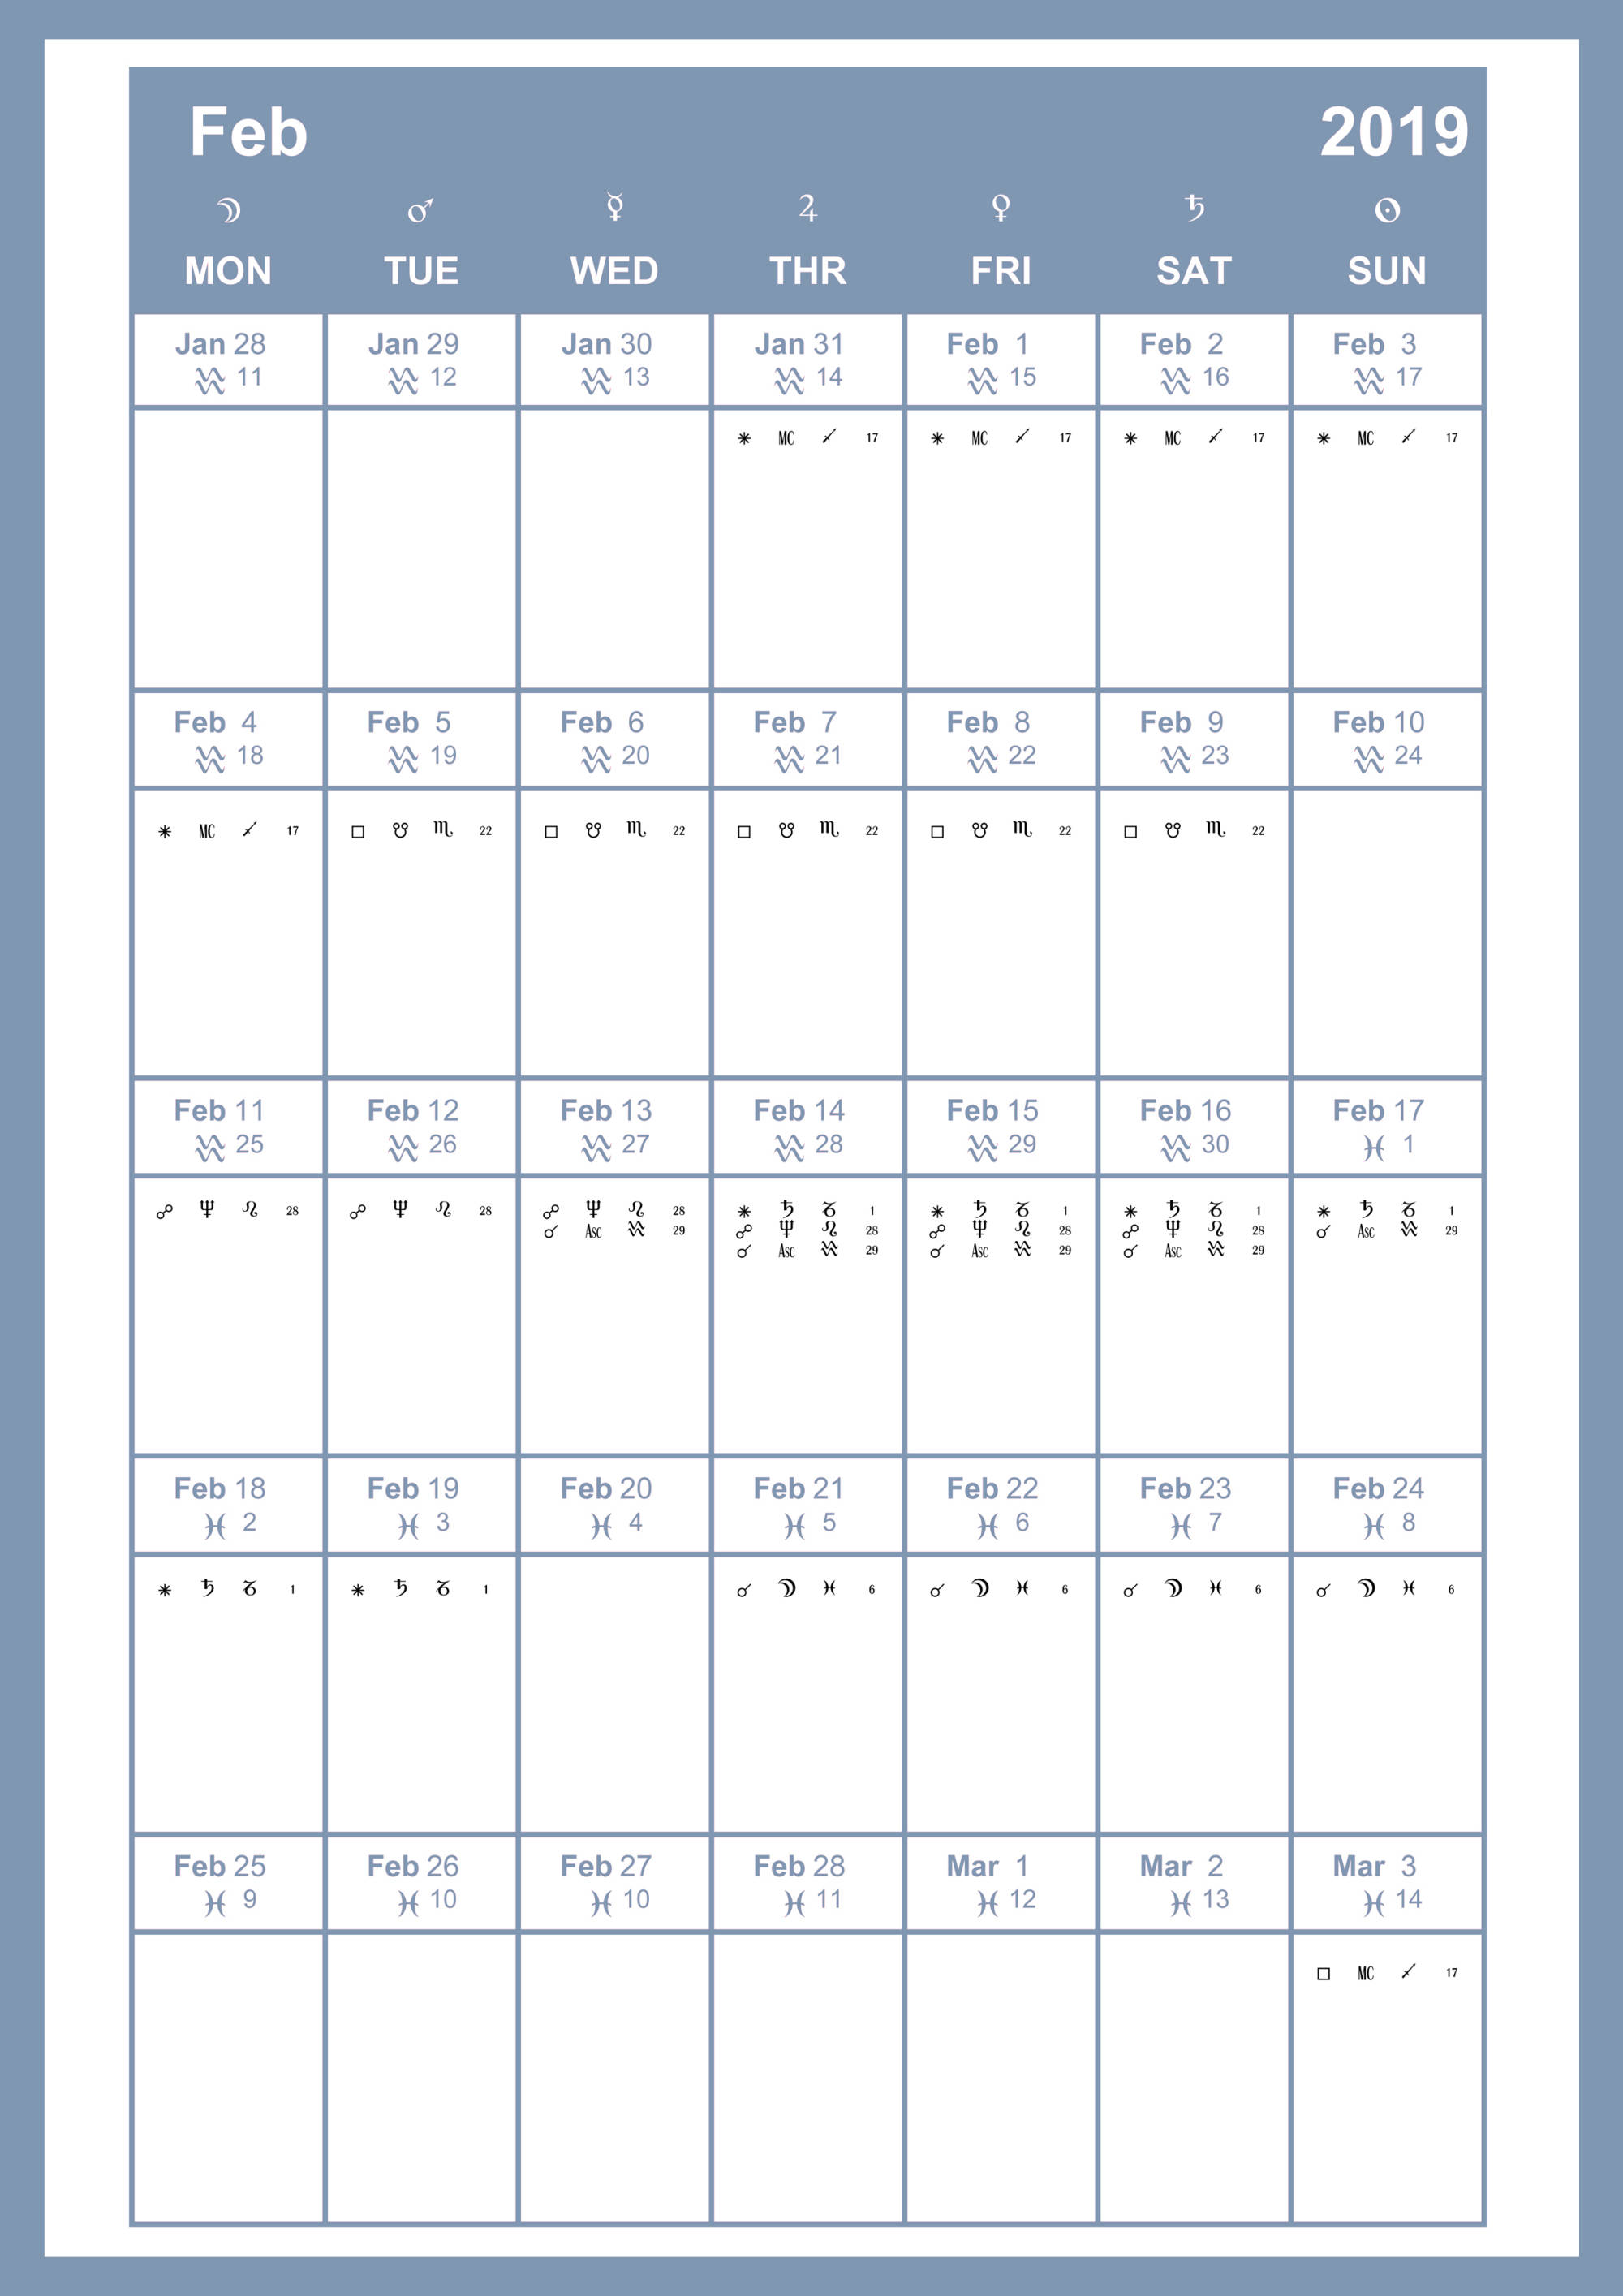 Feb 2019
☽ ♂ ☿ ♃ ♀ ♄ ☉
MON TUE WED THR FRI SAT SUN
Jan 28 Jan 29 Jan 30 Jan 31 Feb 1 Feb 2 Feb 3
♒ 11 ♒ 12 ♒ 13 ♒ 14 ♒ 15 ♒ 16 ♒ 17
⚹ MC ♐ 17 ⚹ MC ♐ 17 ⚹ MC ♐ 17 ⚹ MC ♐ 17
Feb 4 Feb 5 Feb 6 Feb 7 Feb 8 Feb 9 Feb 10
♒ 18 ♒ 19 ♒ 20 ♒ 21 ♒ 22 ♒ 23 ♒ 24
⚹ MC ♐ 17 □ ☋ ♏ 22 □ ☋ ♏ 22 □ ☋ ♏ 22 □ ☋ ♏ 22 □ ☋ ♏ 22
Feb 11 Feb 12 Feb 13 Feb 14 Feb 15 Feb 16 Feb 17
♒ 25 ♒ 26 ♒ 27 ♒ 28 ♒ 29 ♒ 30 ♓ 1
☍ ♆ ♌ 28 ☍ ♆ ♌ 28 ☍ ♆ ♌ 28 ⚹ ♄ ♑ 1 ⚹ ♄ ♑ 1 ⚹ ♄ ♑ 1 ⚹ ♄ ♑ 1
☌ Asc ♒ 29 ☍ ♆ ♌ 28 ☍ ♆ ♌ 28 ☍ ♆ ♌ 28 ☌ Asc ♒ 29
☌ Asc ♒ 29 ☌ Asc ♒ 29 ☌ Asc ♒ 29
Feb 18 Feb 19 Feb 20 Feb 21 Feb 22 Feb 23 Feb 24
♓ 2 ♓ 3 ♓ 4 ♓ 5 ♓ 6 ♓ 7 ♓ 8
⚹ ♄ ♑ 1 ⚹ ♄ ♑ 1 ☌ ☽ ♓ 6 ☌ ☽ ♓ 6 ☌ ☽ ♓ 6 ☌ ☽ ♓ 6
Feb 25 Feb 26 Feb 27 Feb 28 Mar 1 Mar 2 Mar 3
♓ 9 ♓ 10 ♓ 10 ♓ 11 ♓ 12 ♓ 13 ♓ 14
□ MC ♐ 17